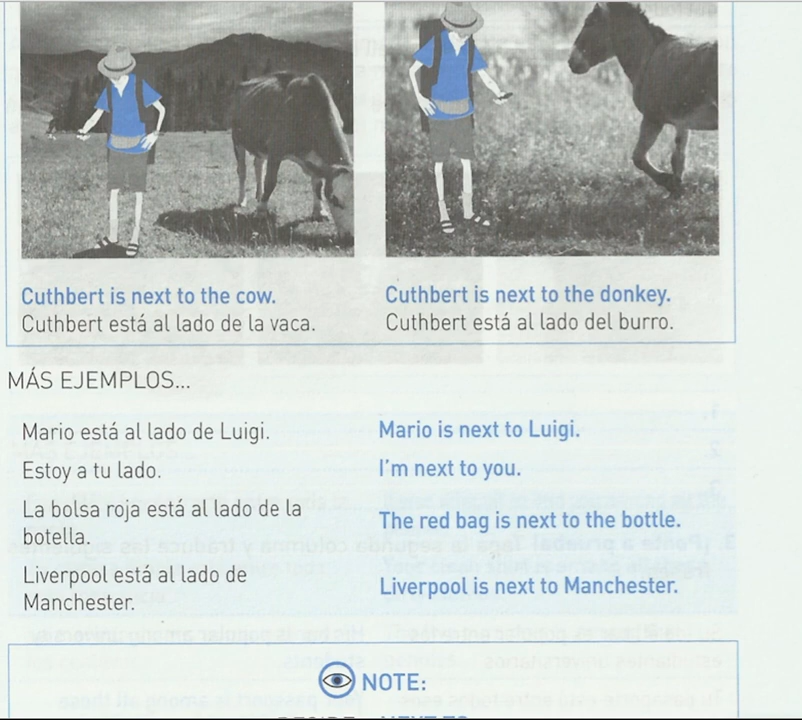 Cuthbert is next to the cow.
Cuthbert está al lado de la vaca.
Cuthbert is next to the donkey.
Cuthbert está al lado del burro.
MÁS EJEMPLOS...
Mario está al lado de Luigi.
Mario is next to Luigi.
Estoy a tu lado.
I'm next to you.
La bolsa roja está al lado de la
botella.
The red bag is next to the bottle.
Liverpool está al lado de
Manchester.
Liverpool is next to Manchester.
NOTE: